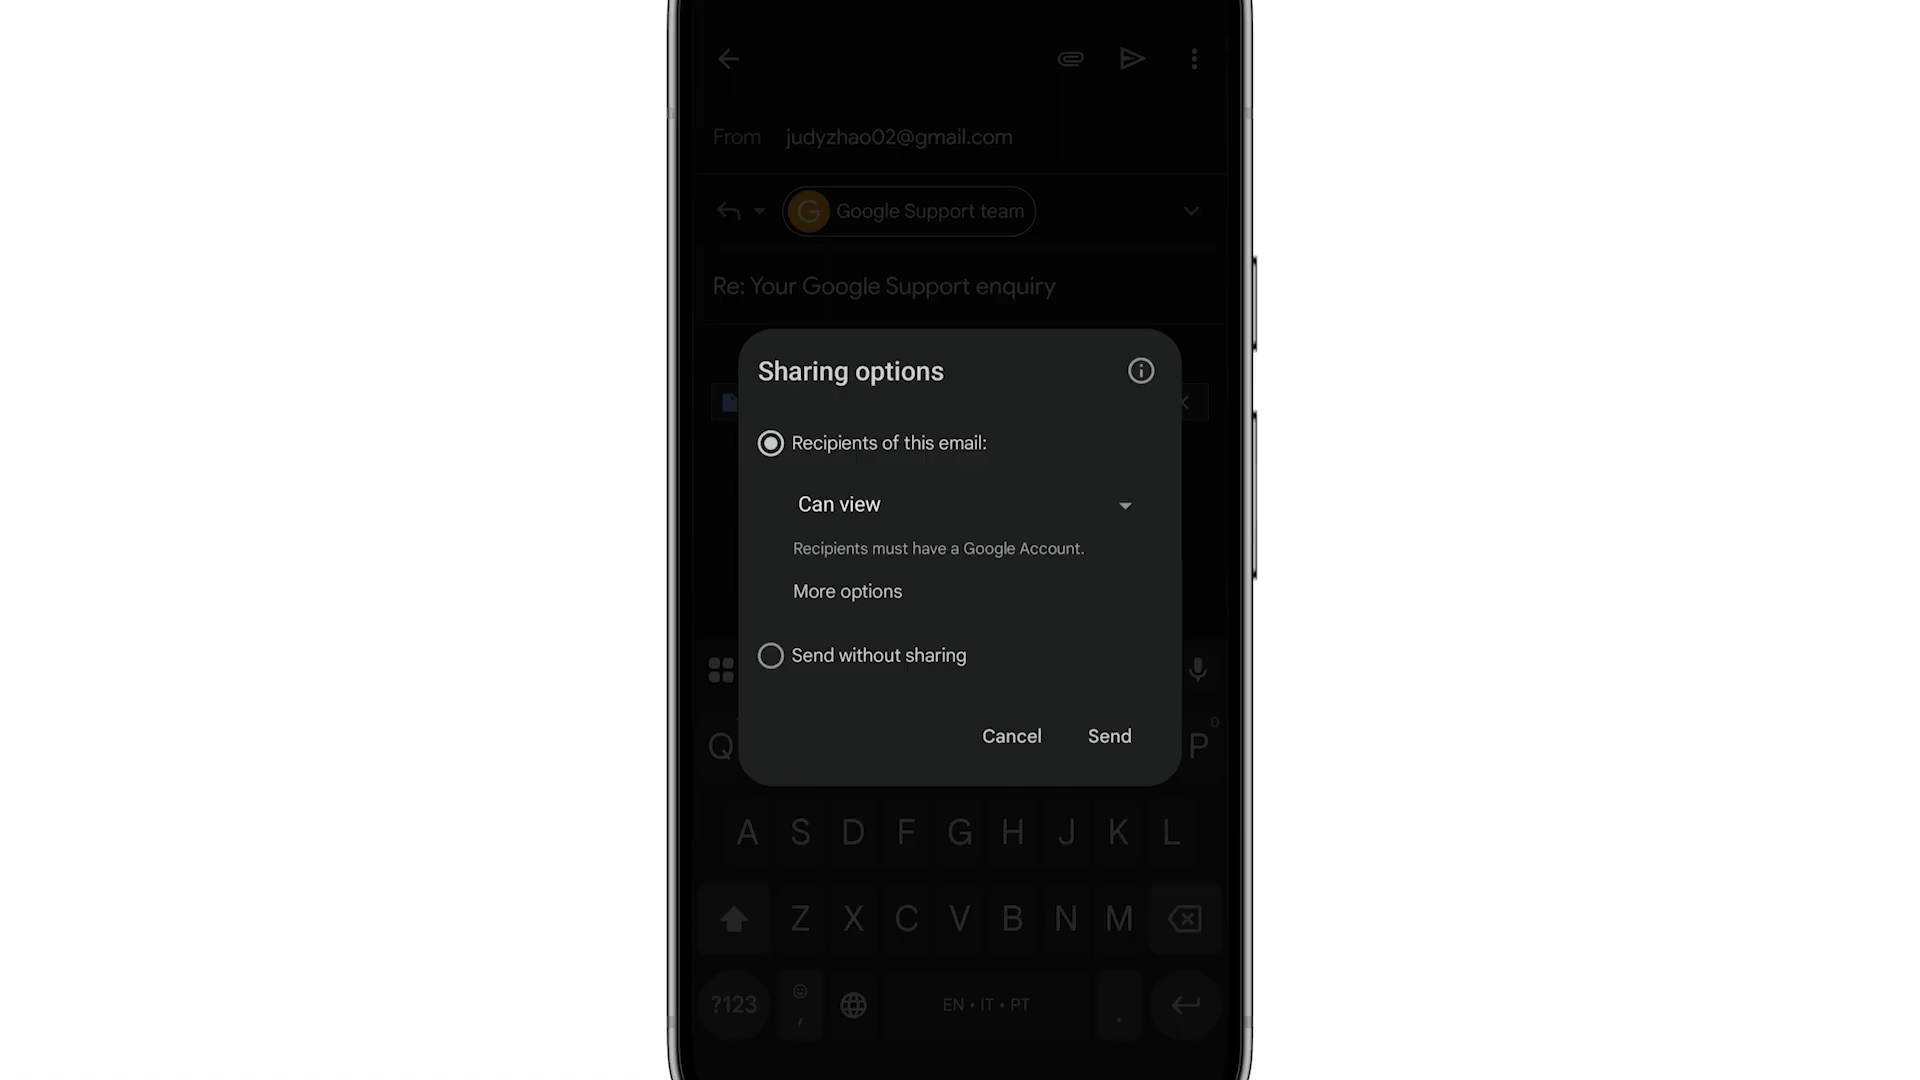 From judyzhao02@gmail.com
G Google Support team
Re: Your Google Support enquiry
Sharing options
Recipients of this email:
Can view
Recipients must have a Google Account.
More options
Send without sharing
Cancel Send
Q P 0
A S D F G H J K L
Z X C V B N M
?123 , EN • IT • PT .